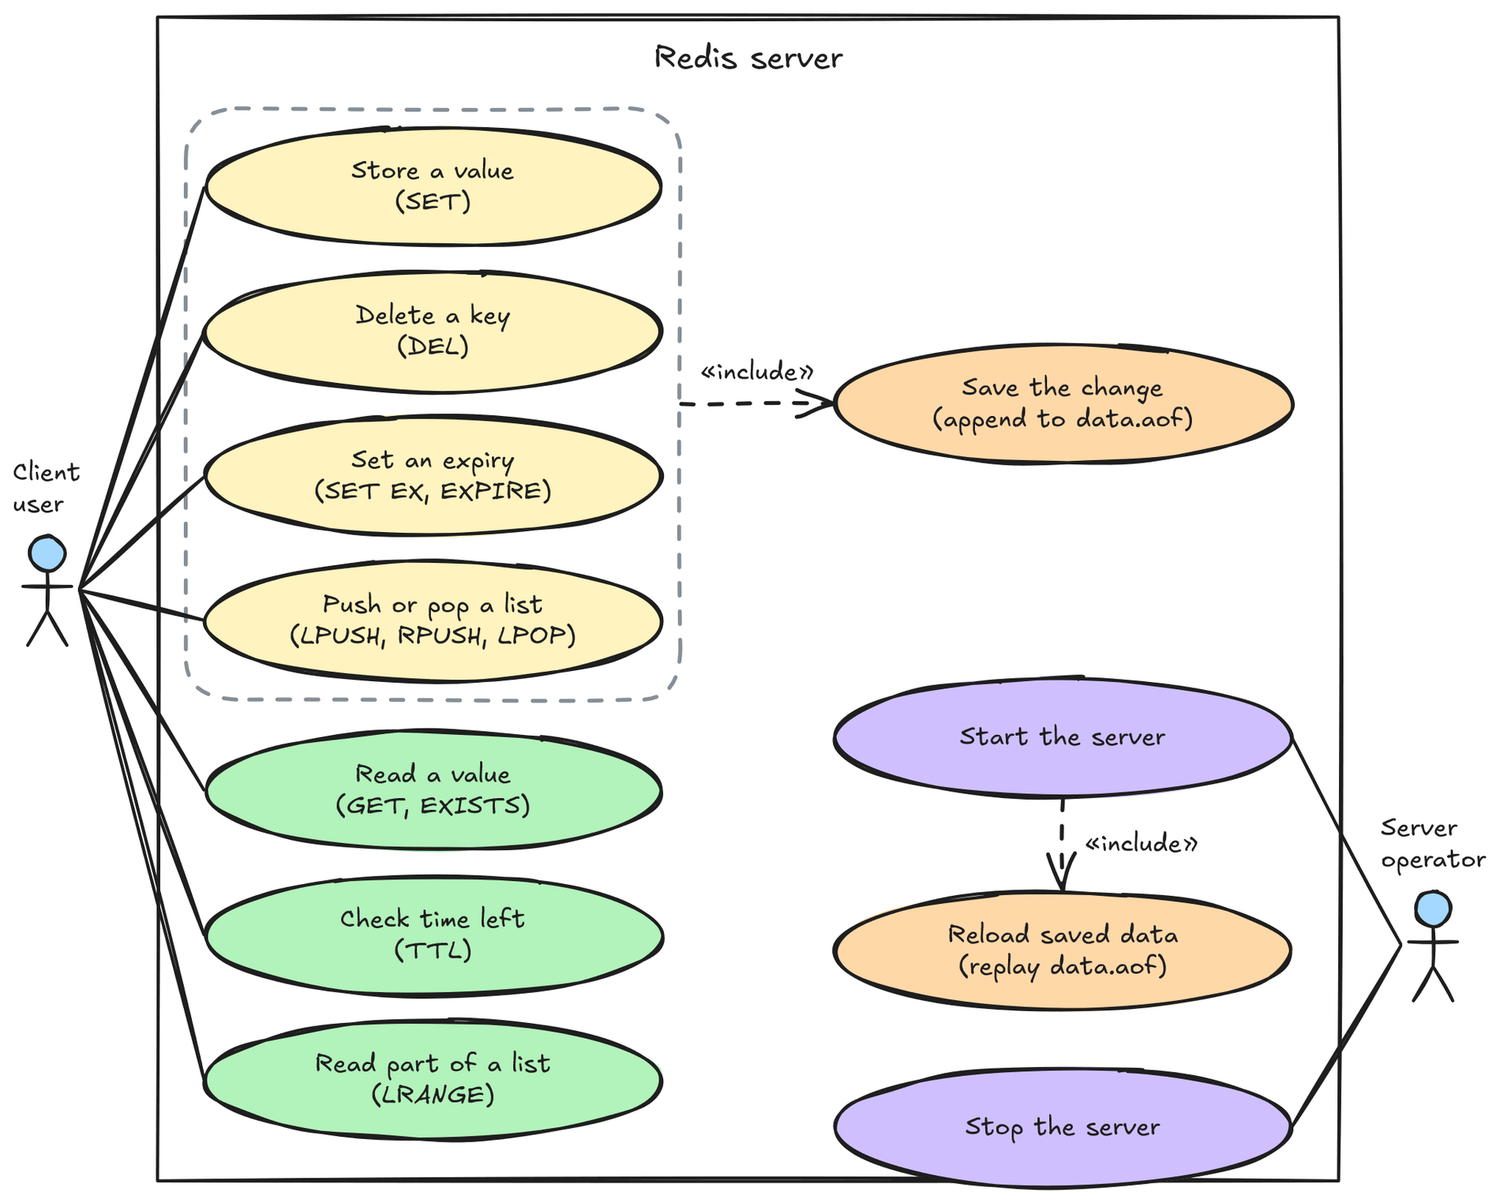 Redis server
Store a value
(SET)
Delete a key
(DEL)
«include»
Save the change
(append to data.aof)
Set an expiry
(SET EX, EXPIRE)
Client
user
Push or pop a list
(LPUSH, RPUSH, LPOP)
Start the server
Read a value
(GET, EXISTS)
«include»
Server
operator
Check time left
(TTL)
Reload saved data
(replay data.aof)
Read part of a list
(LRANGE)
Stop the server